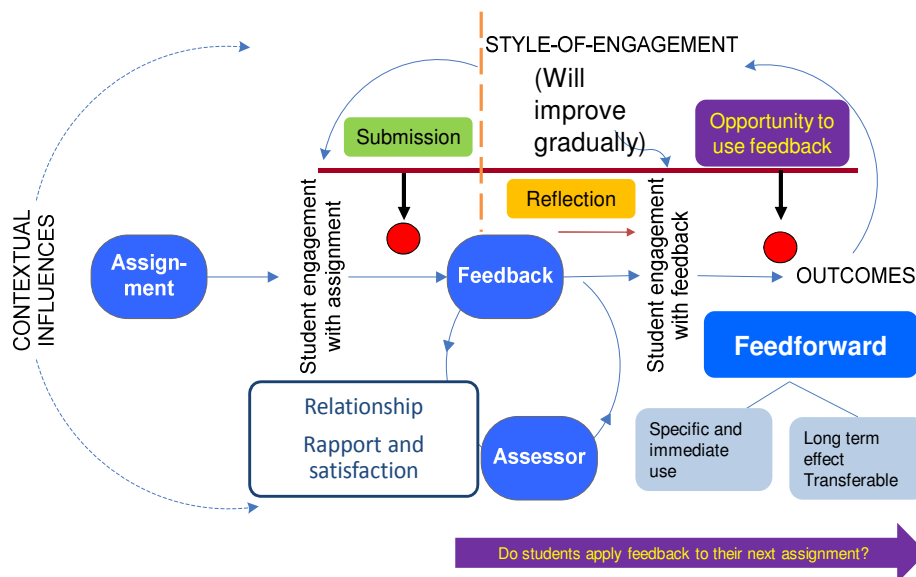 STYLE-OF-ENGAGEMENT
(Will
improve
gradually)
Submission
Opportunity to
use feedback
Reflection
CONTEXTUAL
INFLUENCES
Assign-
ment
Student engagement
with assignment
Feedback
Student engagement
with feedback
OUTCOMES
Feedforward
Relationship
Rapport and
satisfaction
Assessor
Specific and
immediate
use
Long term
effect
Transferable
Do students apply feedback to their next assignment?